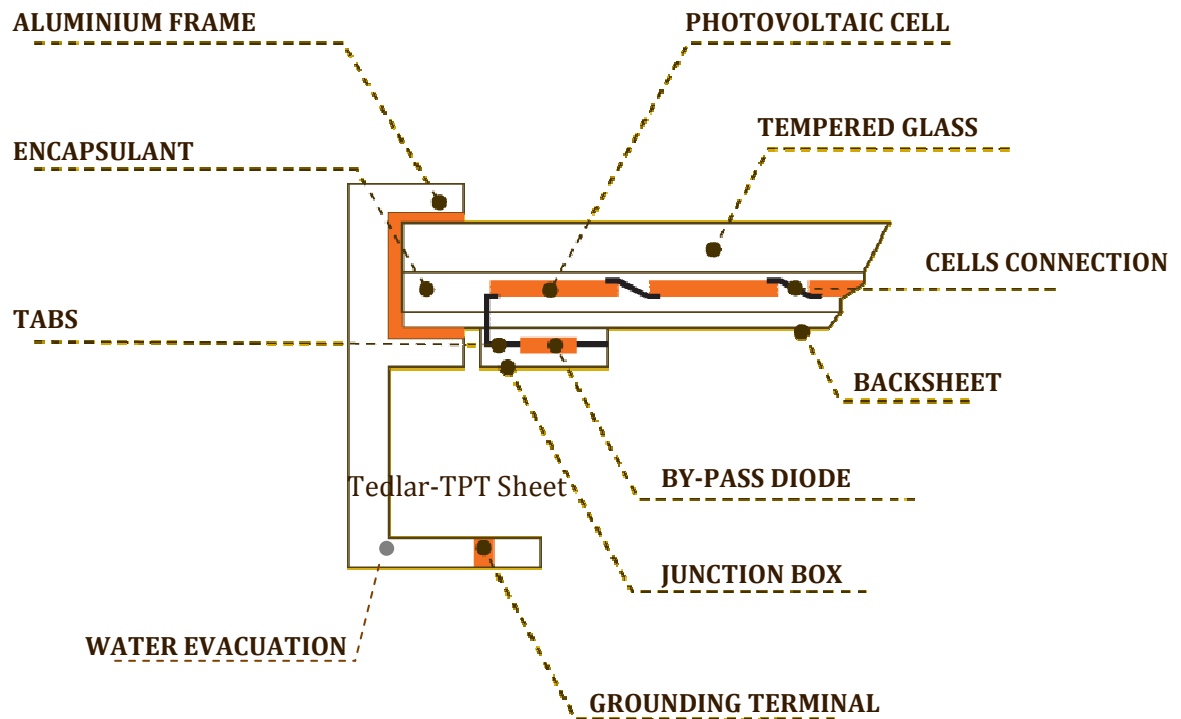 ALUMINIUM FRAME
PHOTOVOLTAIC CELL
TEMPERED GLASS
ENCAPSULANT
CELLS CONNECTION
TABS
BACKSHEET
BY-PASS DIODE
Tedlar-TPT Sheet
JUNCTION BOX
WATER EVACUATION
GROUNDING TERMINAL